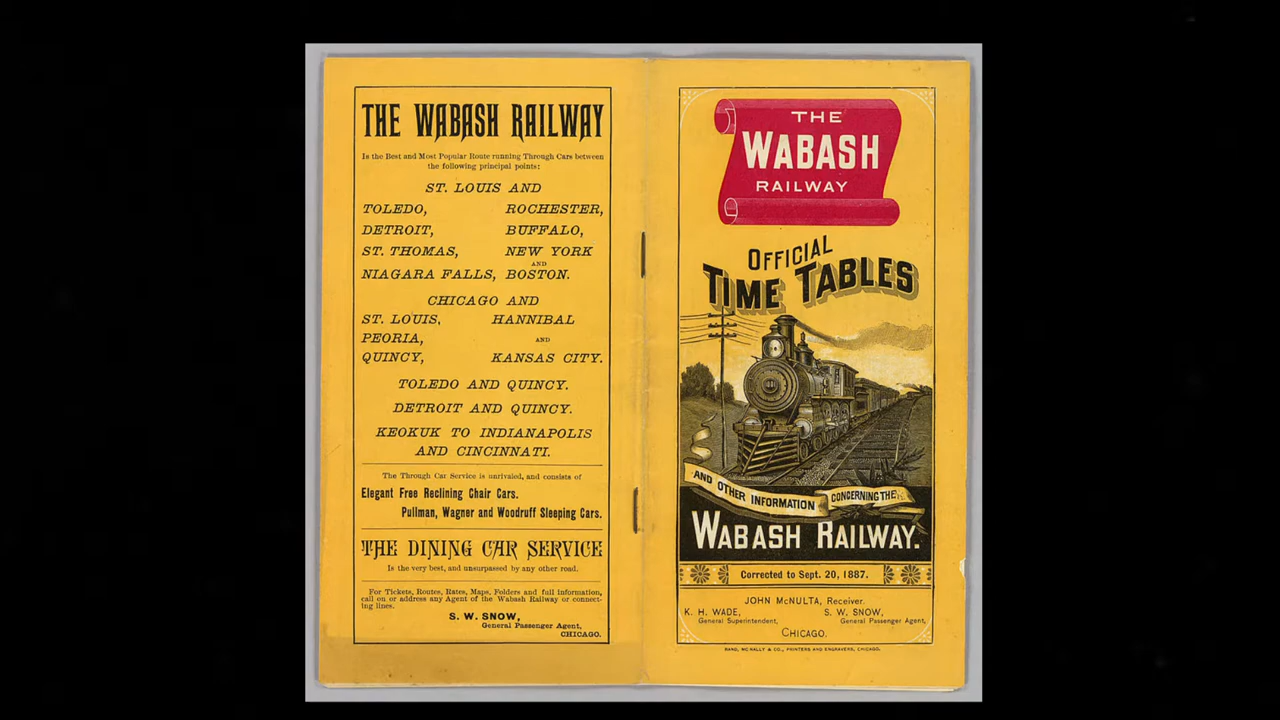 THE WABASH RAILWAY
Is the Best and Most Popular Route running Through Cars between
the following principal points:
ST. LOUIS AND
TOLEDO, ROCHESTER,
DETROIT, BUFFALO,
ST. THOMAS, NEW YORK
AND
NIAGARA FALLS, BOSTON.
CHICAGO AND
ST. LOUIS, HANNIBAL
PEORIA, AND
QUINCY, KANSAS CITY.
TOLEDO AND QUINCY.
DETROIT AND QUINCY.
KEOKUK TO INDIANAPOLIS
AND CINCINNATI.
The Through Car Service is unrivaled, and consists of
Elegant Free Reclining Chair Cars.
Pullman, Wagner and Woodruff Sleeping Cars.
THE DINING CAR SERVICE
Is the very best, and unsurpassed by any other road.
For Tickets, Routes, Rates, Maps, Folders and full information,
call on or address any Agent of the Wabash Railway or connect-
ing lines.
S. W. SNOW,
General Passenger Agent,
CHICAGO.
THE
WABASH
RAILWAY
OFFICIAL
TIME TABLES
AND OTHER INFORMATION CONCERNING THE
WABASH RAILWAY.
Corrected to Sept. 20, 1887.
JOHN McNULTA, Receiver.
K. H. WADE, S. W. SNOW,
General Superintendent, General Passenger Agent,
CHICAGO.
RAND, McNALLY & CO., PRINTERS AND ENGRAVERS, CHICAGO.